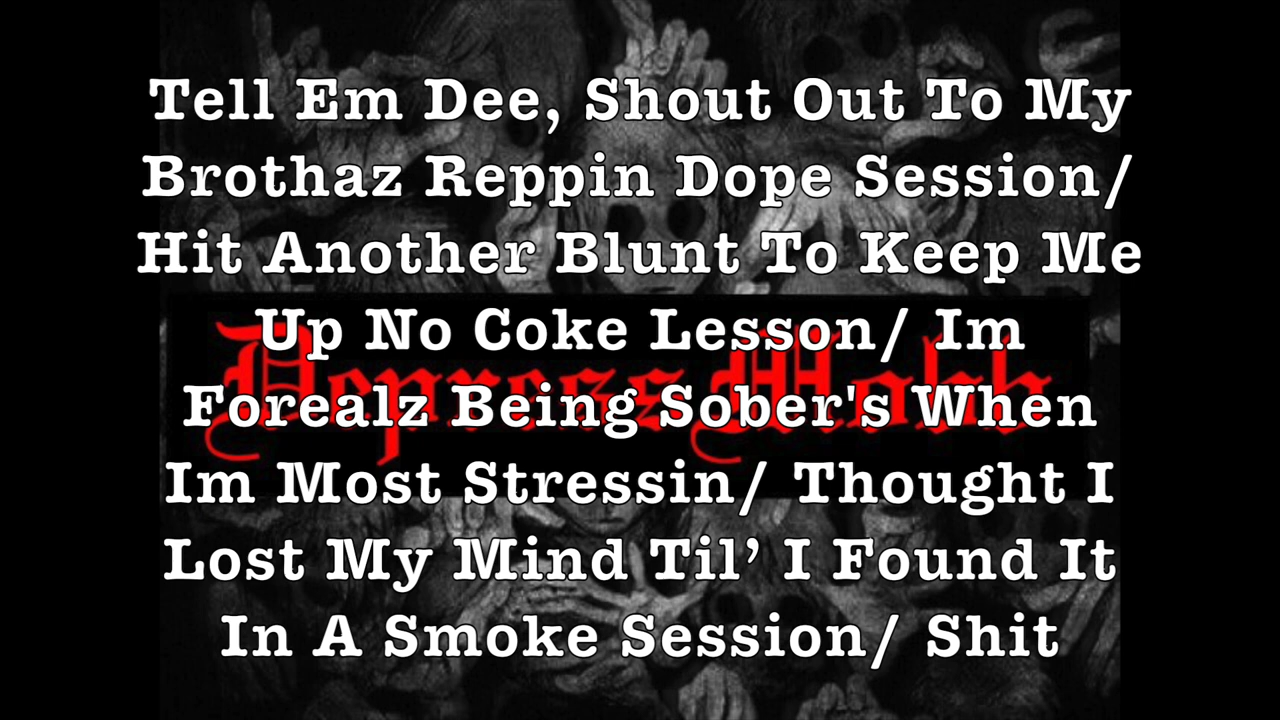 Tell Em Dee, Shout Out To My
Brothaz Reppin Dope Session/
Hit Another Blunt To Keep Me
Up No Coke Lesson/ Im
Forealz Being Sober's When
Im Most Stressin/ Thought I
Lost My Mind Til’ I Found It
In A Smoke Session/ Shit
Depress Mobb